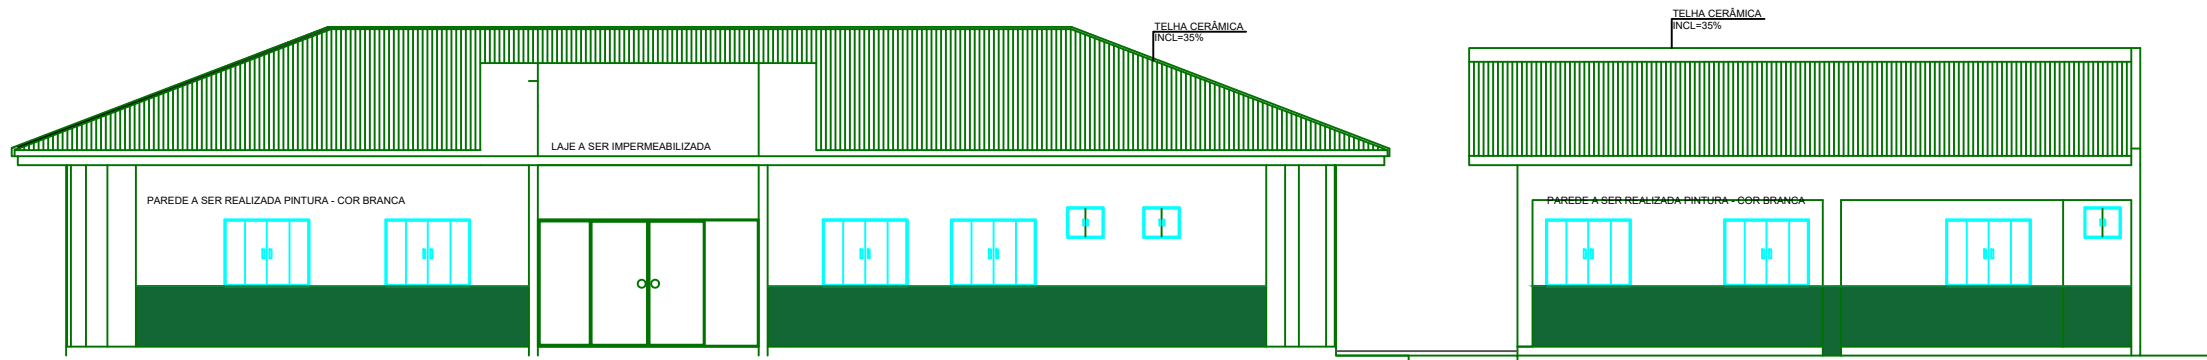 TELHA CERÂMICA
INCL=35%
LAJE A SER IMPERMEABILIZADA
PAREDE A SER REALIZADA PINTURA - COR BRANCA
TELHA CERÂMICA
INCL=35%
PAREDE A SER REALIZADA PINTURA - COR BRANCA